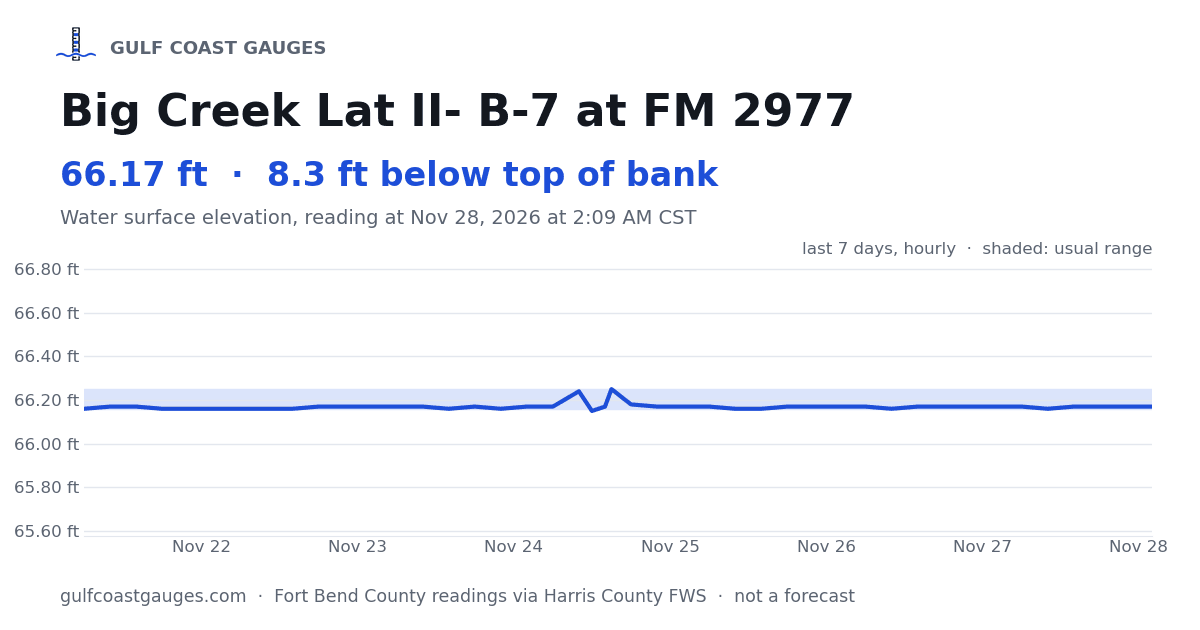 GULF COAST GAUGES
Big Creek Lat II- B-7 at FM 2977
66.17 ft · 8.3 ft below top of bank
Water surface elevation, reading at Nov 28, 2026 at 2:09 AM CST
last 7 days, hourly · shaded: usual range
66.80 ft
66.60 ft
66.40 ft
66.20 ft
66.00 ft
65.80 ft
65.60 ft
Nov 22 Nov 23 Nov 24 Nov 25 Nov 26 Nov 27 Nov 28
gulfcoastgauges.com · Fort Bend County readings via Harris County FWS · not a forecast